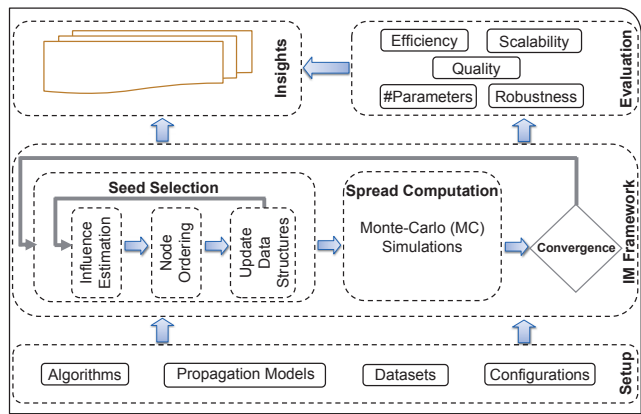 Insights
Efficiency
Scalability
Quality
#Parameters
Robustness
Evaluation
Seed Selection
Influence
Estimation
Node
Ordering
Update
Data
Structures
Spread Computation
Monte-Carlo (MC)
Simulations
Convergence
IM Framework
Algorithms
Propagation Models
Datasets
Configurations
Setup